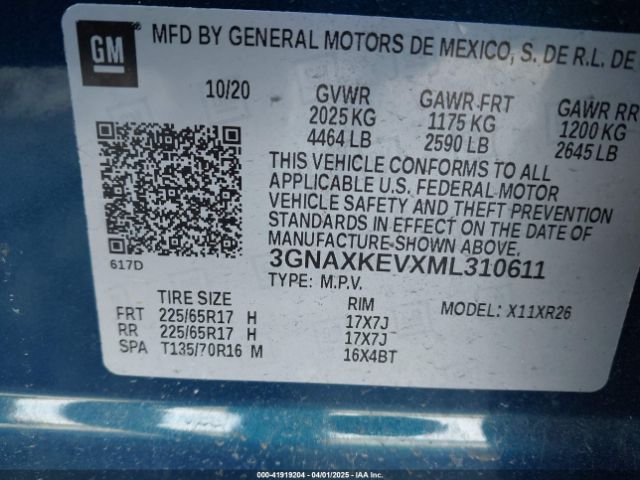 GM
MFD BY GENERAL MOTORS DE MEXICO, S. DE R.L. DE
10/20 GVWR GAWR FRT GAWR RR
2025 KG 1175 KG 1200 KG
4464 LB 2590 LB 2645 LB
THIS VEHICLE CONFORMS TO ALL
APPLICABLE U.S. FEDERAL MOTOR
VEHICLE SAFETY AND THEFT PREVENTION
STANDARDS IN EFFECT ON THE DATE OF
MANUFACTURE SHOWN ABOVE.
617D
3GNAXKEVXML310611
TYPE: M.P.V.
TIRE SIZE RIM MODEL: X11XR26
FRT 225/65R17 H 17X7J
RR 225/65R17 H 17X7J
SPA T135/70R16 M 16X4BT
00-41919204 | 04/01/2025 | IAA Inc.